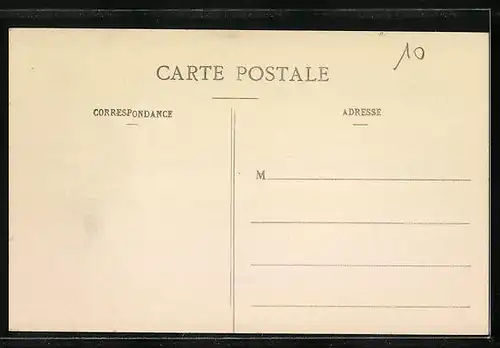 10
CARTE POSTALE
CORRESPONDANCE
ADRESSE
M